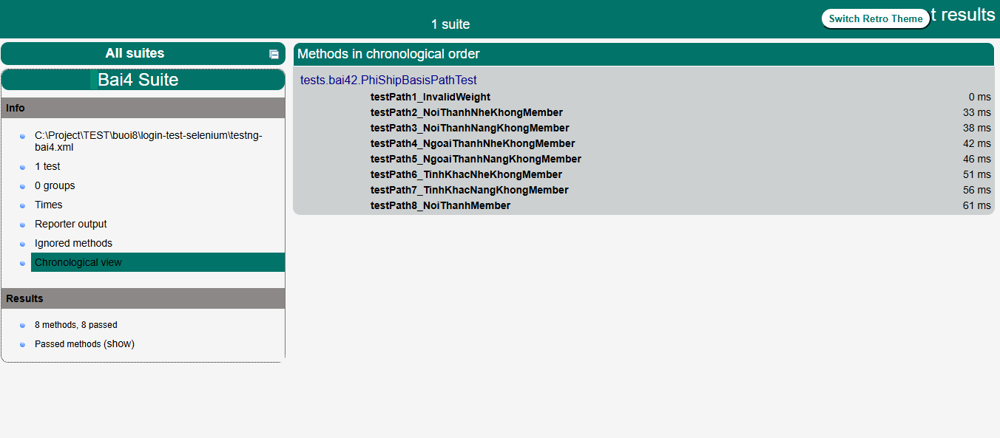 1 suite
Switch Retro Theme
t results
All suites
Bai4 Suite
Info
C:\Project\TEST\buoi8\login-test-selenium\testng-
bai4.xml
1 test
0 groups
Times
Reporter output
Ignored methods
Chronological view
Results
8 methods, 8 passed
Passed methods (show)
Methods in chronological order
tests.bai42.PhiShipBasisPathTest
testPath1_InvalidWeight 0 ms
testPath2_NoiThanhNheKhongMember 33 ms
testPath3_NoiThanhNangKhongMember 38 ms
testPath4_NgoaiThanhNheKhongMember 42 ms
testPath5_NgoaiThanhNangKhongMember 46 ms
testPath6_TinhKhacNheKhongMember 51 ms
testPath7_TinhKhacNangKhongMember 56 ms
testPath8_NoiThanhMember 61 ms